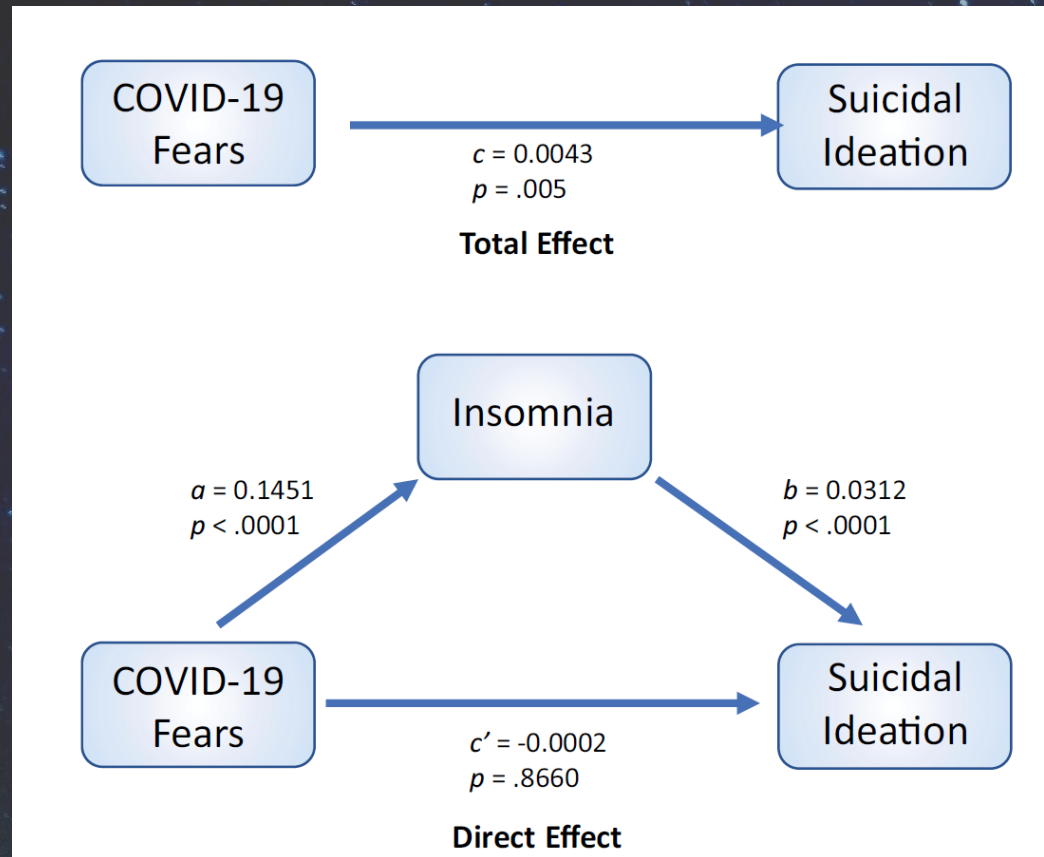 COVID-19
Fears
Suicidal
Ideation
c = 0.0043
p = .005
Total Effect
Insomnia
a = 0.1451
p < .0001
b = 0.0312
p < .0001
COVID-19
Fears
Suicidal
Ideation
c′ = -0.0002
p = .8660
Direct Effect